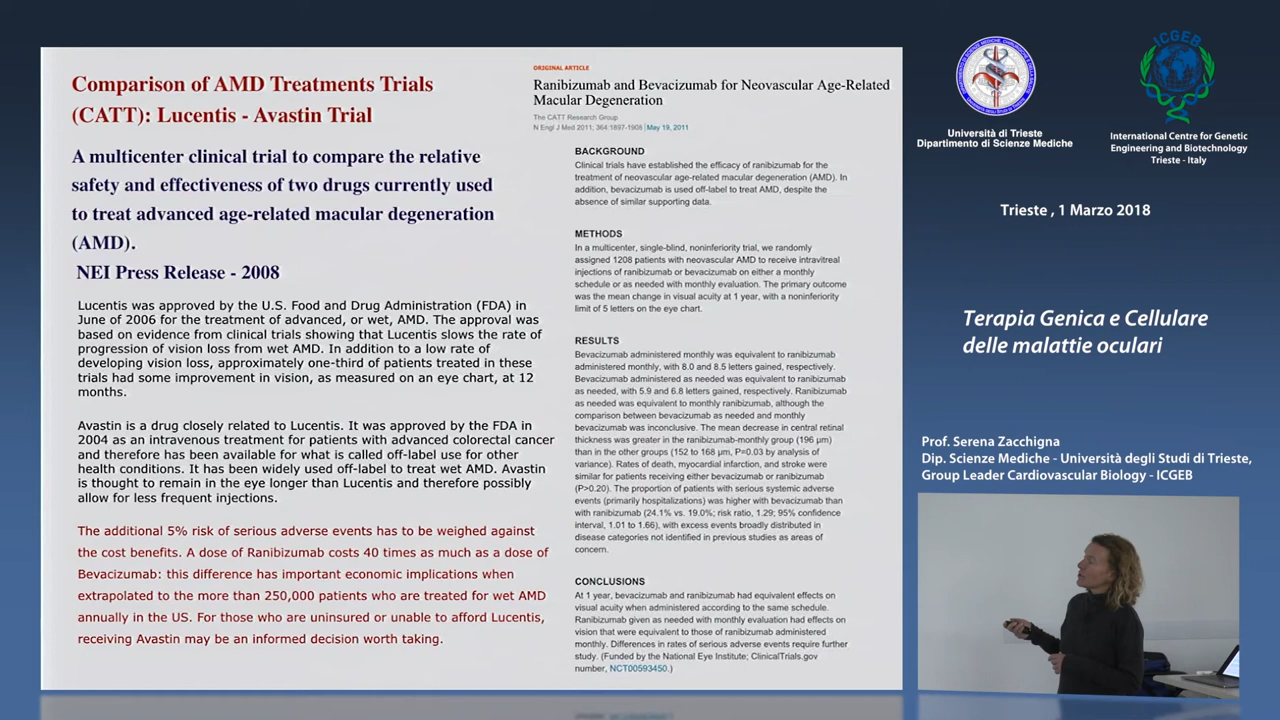 Comparison of AMD Treatments Trials
(CATT): Lucentis - Avastin Trial
A multicenter clinical trial to compare the relative
safety and effectiveness of two drugs currently used
to treat advanced age-related macular degeneration
(AMD).
NEI Press Release - 2008
Lucentis was approved by the U.S. Food and Drug Administration (FDA) in
June of 2006 for the treatment of advanced, or wet, AMD. The approval was
based on evidence from clinical trials showing that Lucentis slows the rate of
progression of vision loss from wet AMD. In addition to a low rate of
developing vision loss, approximately one-third of patients treated in these
trials had some improvement in vision, as measured on an eye chart, at 12
months.
Avastin is a drug closely related to Lucentis. It was approved by the FDA in
2004 as an intravenous treatment for patients with advanced colorectal cancer
and therefore has been available for what is called off-label use for other
health conditions. It has been widely used off-label to treat wet AMD. Avastin
is thought to remain in the eye longer than Lucentis and therefore possibly
allow for less frequent injections.
The additional 5% risk of serious adverse events has to be weighed against
the cost benefits. A dose of Ranibizumab costs 40 times as much as a dose of
Bevacizumab: this difference has important economic implications when
extrapolated to the more than 250,000 patients who are treated for wet AMD
annually in the US. For those who are uninsured or unable to afford Lucentis,
receiving Avastin may be an informed decision worth taking.
ORIGINAL ARTICLE
Ranibizumab and Bevacizumab for Neovascular Age-Related
Macular Degeneration
The CATT Research Group
N Engl J Med 2011; 364:1897-1908 | May 19, 2011
BACKGROUND
Clinical trials have established the efficacy of ranibizumab for the
treatment of neovascular age-related macular degeneration (AMD). In
addition, bevacizumab is used off-label to treat AMD, despite the
absence of similar supporting data.
METHODS
In a multicenter, single-blind, noninferiority trial, we randomly
assigned 1208 patients with neovascular AMD to receive intravitreal
injections of ranibizumab or bevacizumab on either a monthly
schedule or as needed with monthly evaluation. The primary outcome
was the mean change in visual acuity at 1 year, with a noninferiority
limit of 5 letters on the eye chart.
RESULTS
Bevacizumab administered monthly was equivalent to ranibizumab
administered monthly, with 8.0 and 8.5 letters gained, respectively.
Bevacizumab administered as needed was equivalent to ranibizumab
as needed, with 5.9 and 6.8 letters gained, respectively. Ranibizumab
as needed was equivalent to monthly ranibizumab, although the
comparison between bevacizumab as needed and monthly
bevacizumab was inconclusive. The mean decrease in central retinal
thickness was greater in the ranibizumab-monthly group (196 μm)
than in the other groups (152 to 168 μm, P=0.03 by analysis of
variance). Rates of death, myocardial infarction, and stroke were
similar for patients receiving either bevacizumab or ranibizumab
(P>0.20). The proportion of patients with serious systemic adverse
events (primarily hospitalizations) was higher with bevacizumab than
with ranibizumab (24.1% vs. 19.0%; risk ratio, 1.29; 95% confidence
interval, 1.01 to 1.66), with excess events broadly distributed in
disease categories not identified in previous studies as areas of
concern.
CONCLUSIONS
At 1 year, bevacizumab and ranibizumab had equivalent effects on
visual acuity when administered according to the same schedule.
Ranibizumab given as needed with monthly evaluation had effects on
vision that were equivalent to those of ranibizumab administered
monthly. Differences in rates of serious adverse events require further
study. (Funded by the National Eye Institute; ClinicalTrials.gov
number, NCT00593450.)
Università di Trieste
Dipartimento di Scienze Mediche
ICGEB
International Centre for Genetic
Engineering and Biotechnology
Trieste - Italy
Trieste , 1 Marzo 2018
Terapia Genica e Cellulare
delle malattie oculari
Prof. Serena Zacchigna
Dip. Scienze Mediche - Università degli Studi di Trieste,
Group Leader Cardiovascular Biology - ICGEB